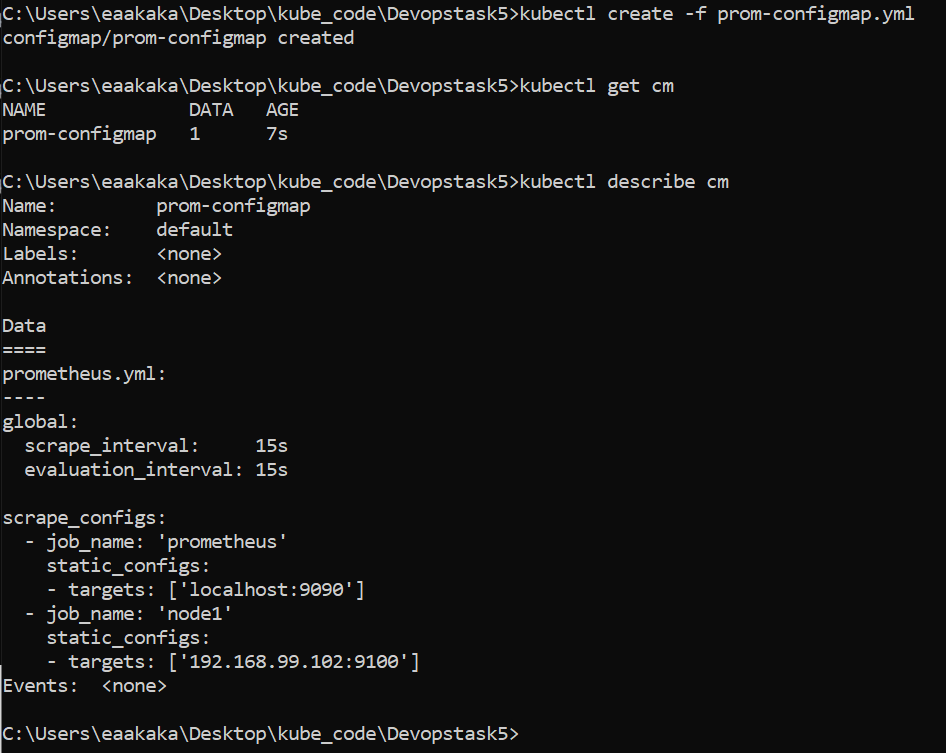 C:\Users\eaakaka\Desktop\kube_code\Devopstask5>kubectl create -f prom-configmap.yml
configmap/prom-configmap created
C:\Users\eaakaka\Desktop\kube_code\Devopstask5>kubectl get cm
NAME             DATA   AGE
prom-configmap   1      7s
C:\Users\eaakaka\Desktop\kube_code\Devopstask5>kubectl describe cm
Name:         prom-configmap
Namespace:    default
Labels:       <none>
Annotations:  <none>
Data
====
prometheus.yml:
----
global:
  scrape_interval:     15s
  evaluation_interval: 15s
scrape_configs:
  - job_name: 'prometheus'
    static_configs:
    - targets: ['localhost:9090']
  - job_name: 'node1'
    static_configs:
    - targets: ['192.168.99.102:9100']
Events:  <none>
C:\Users\eaakaka\Desktop\kube_code\Devopstask5>